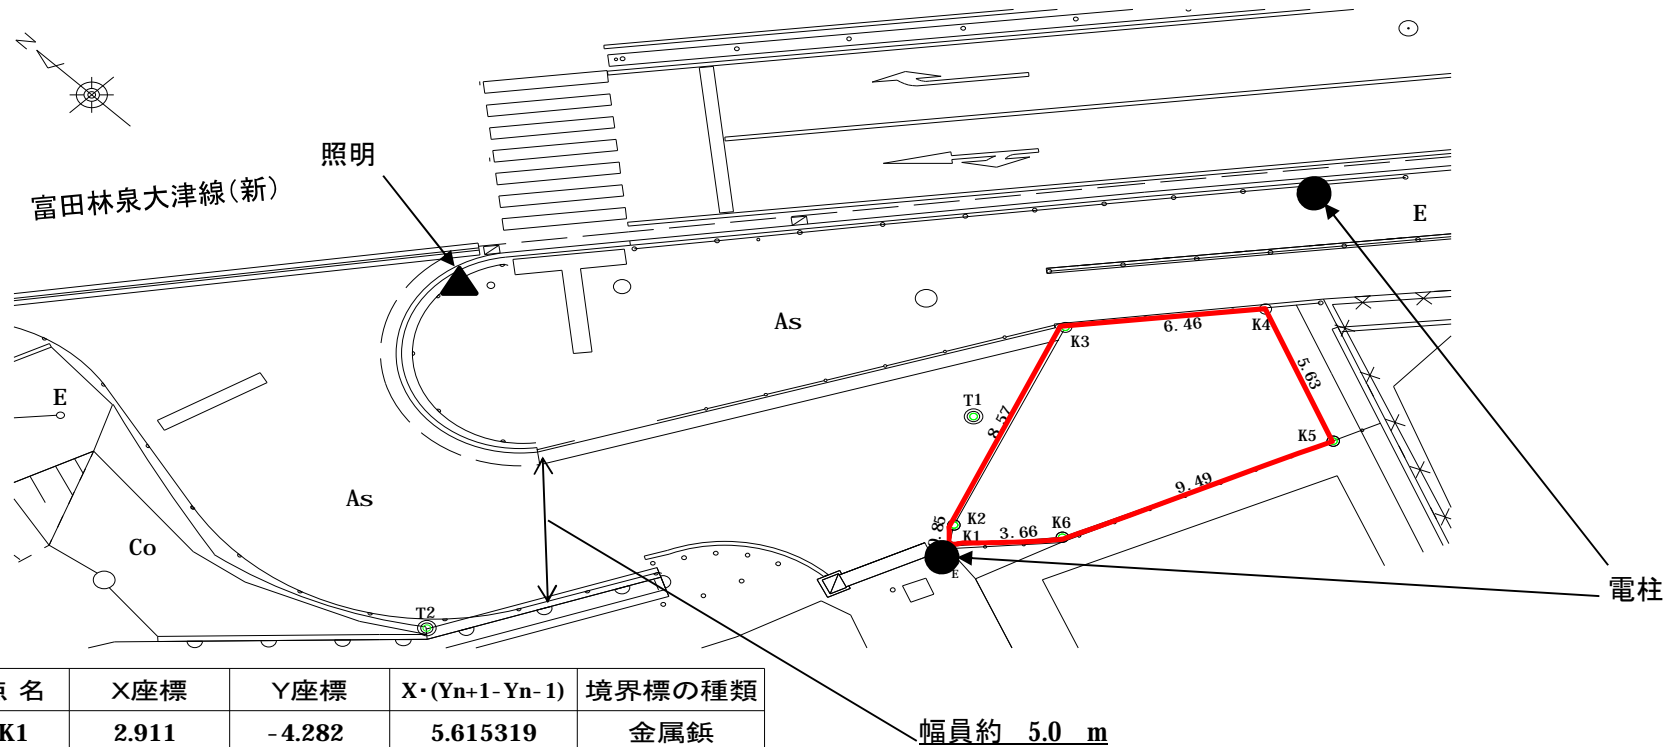 N
照明
富田林泉大津線(新)
E
As
K3
6.46
K4
5.63
T1
8.57
K5
E
9.49
As
K2
0.85
K1
3.66
K6
Co
E
電柱
T2
点 名 X座標 Y座標 X・(Yn+1-Yn-1) 境界標の種類
K1 2.911 -4.282 5.615319 金属鋲
幅員約 5.0 m